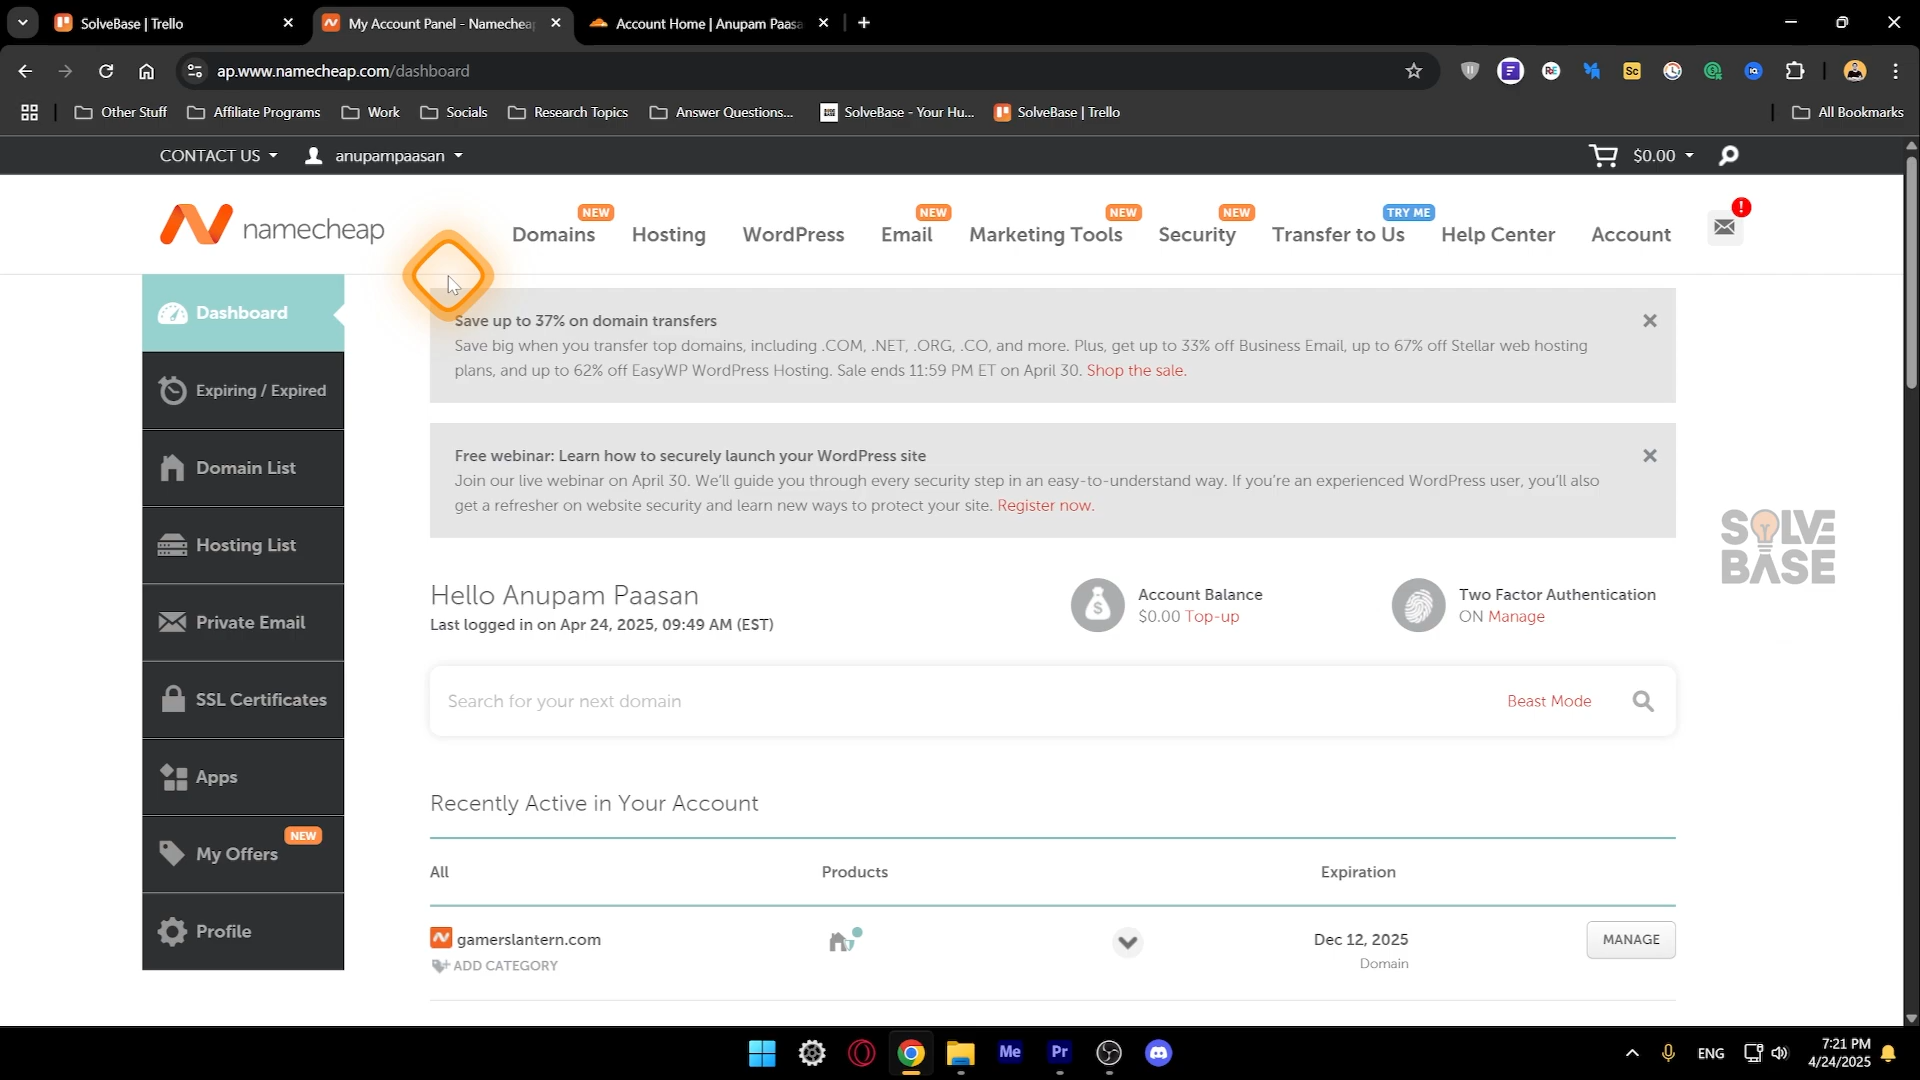 SolveBase | Trello
My Account Panel - Namecheap
Account Home | Anupam Paasa
ap.www.namecheap.com/dashboard
Other Stuff
Affiliate Programs
Work
Socials
Research Topics
Answer Questions...
SolveBase - Your Hu...
SolveBase | Trello
All Bookmarks
CONTACT US
anupampaasan
$0.00
namecheap
NEW
Domains
Hosting
WordPress
NEW
Email
NEW
Marketing Tools
NEW
Security
TRY ME
Transfer to Us
Help Center
Account
!
Dashboard
Expiring / Expired
Domain List
Hosting List
Private Email
SSL Certificates
Apps
NEW
My Offers
Profile
Save up to 37% on domain transfers
Save big when you transfer top domains, including .COM, .NET, .ORG, .CO, and more. Plus, get up to 33% off Business Email, up to 67% off Stellar web hosting
plans, and up to 62% off EasyWP WordPress Hosting. Sale ends 11:59 PM ET on April 30. Shop the sale.
Free webinar: Learn how to securely launch your WordPress site
Join our live webinar on April 30. We'll guide you through every security step in an easy-to-understand way. If you're an experienced WordPress user, you'll also
get a refresher on website security and learn new ways to protect your site. Register now.
SOLVE
BASE
Hello Anupam Paasan
Last logged in on Apr 24, 2025, 09:49 AM (EST)
Account Balance
$0.00 Top-up
Two Factor Authentication
ON Manage
Search for your next domain
Beast Mode
Recently Active in Your Account
All
Products
Expiration
gamerslantern.com
ADD CATEGORY
Dec 12, 2025
Domain
MANAGE
Me
Pr
ENG
7:21 PM
4/24/2025